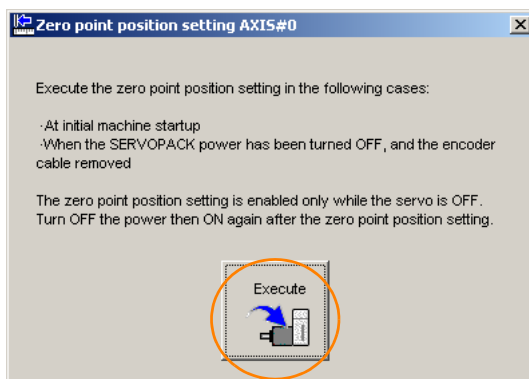 Zero point position setting AXIS#0
Execute the zero point position setting in the following cases:
·At initial machine startup
·When the SERVOPACK power has been turned OFF, and the encoder
cable removed
The zero point position setting is enabled only while the servo is OFF.
Turn OFF the power then ON again after the zero point position setting.
Execute